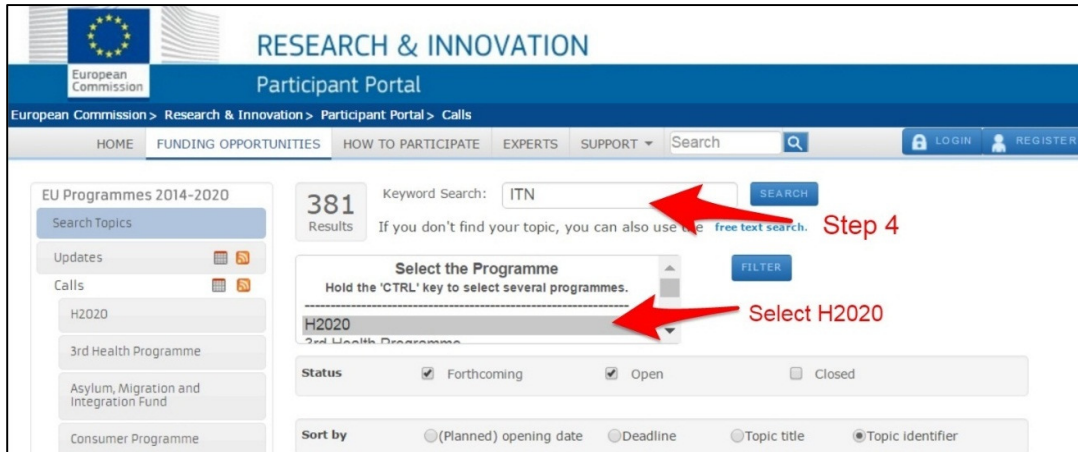 RESEARCH & INNOVATION
European
Commission
Participant Portal
European Commission > Research & Innovation > Participant Portal > Calls
HOME FUNDING OPPORTUNITIES HOW TO PARTICIPATE EXPERTS SUPPORT Search LOGIN REGISTER
EU Programmes 2014-2020
Search Topics
Updates
Calls
H2020
3rd Health Programme
Asylum, Migration and
Integration Fund
Consumer Programme
381
Results
Keyword Search: ITN SEARCH
If you don't find your topic, you can also use the free text search.
Step 4
Select the Programme
Hold the 'CTRL' key to select several programmes.
FILTER
H2020
3rd Health Programme
Select H2020
Status Forthcoming Open Closed
Sort by (Planned) opening date Deadline Topic title Topic identifier